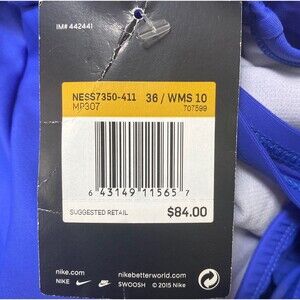 IM# 442441
NESS7350-411 36 / WMS 10
MP307 707599
6 43149 11565 7
SUGGESTED RETAIL $84.00
nike.com nikebetterworld.com
NIKE SWOOSH © 2015 Nike